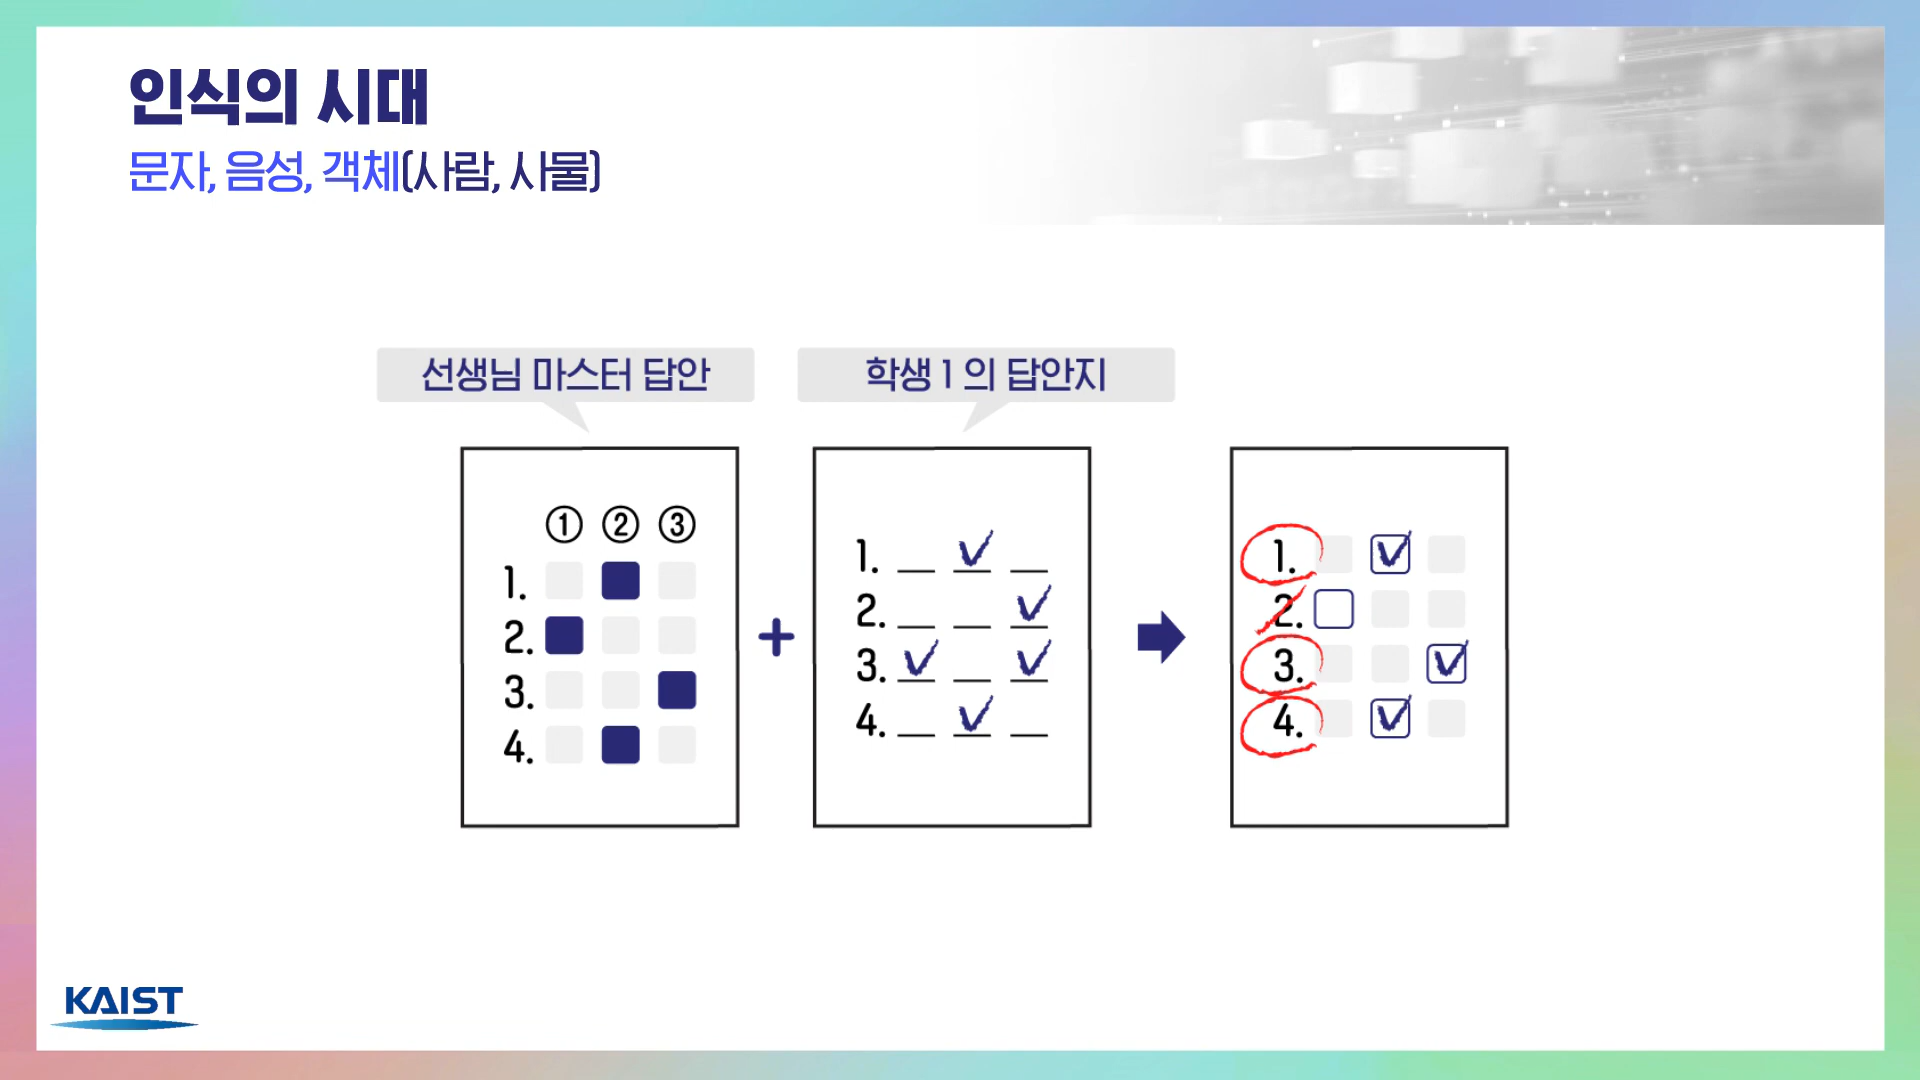 인식의 시대
문자, 음성, 객체(사람, 사물)
선생님 마스터 답안
학생 1 의 답안지
① ② ③
1.
2.
3.
4.
1.
2.
3.
4.
1.
2.
3.
4.
KAIST